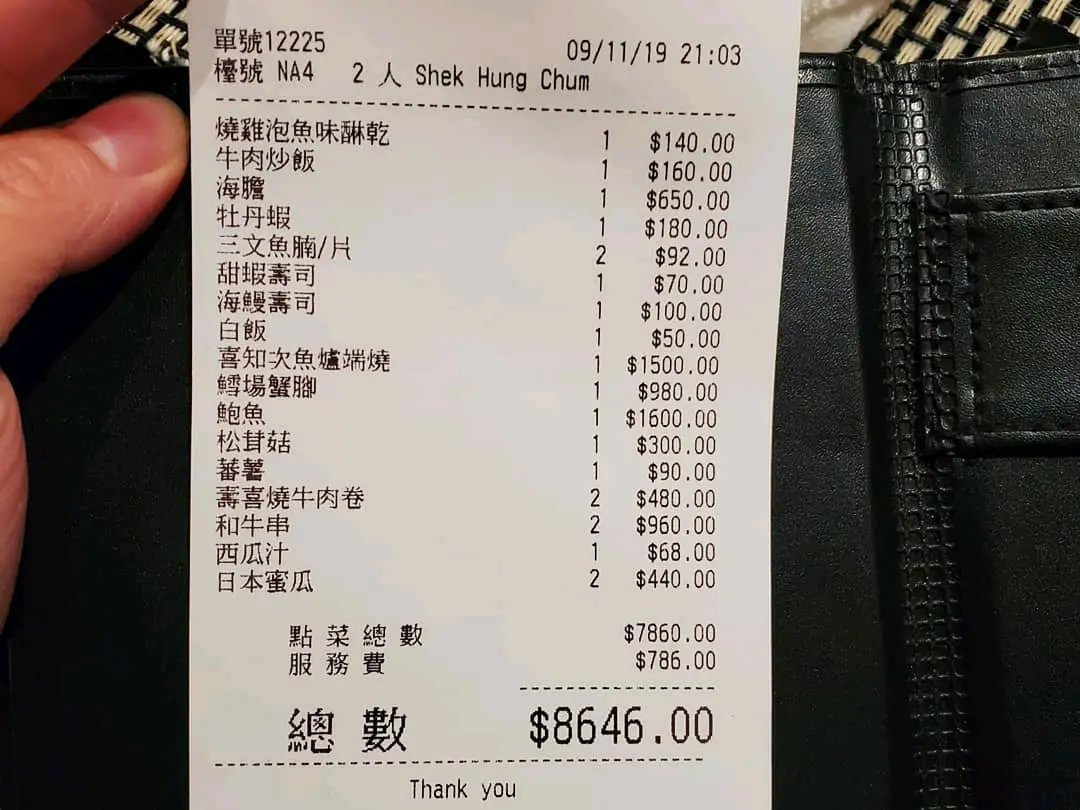 單號12225 09/11/19 21:03
檯號 NA4 2 人 Shek Hung Chum
燒雞泡魚味醂乾 1 $140.00
牛肉炒飯 1 $160.00
海膽 1 $650.00
牡丹蝦 1 $180.00
三文魚腩/片 2 $92.00
甜蝦壽司 1 $70.00
海鰻壽司 1 $100.00
白飯 1 $50.00
喜知次魚爐端燒 1 $1500.00
鱈場蟹腳 1 $980.00
鮑魚 1 $1600.00
松茸菇 1 $300.00
蕃薯 1 $90.00
壽喜燒牛肉卷 2 $480.00
和牛串 2 $960.00
西瓜汁 1 $68.00
日本蜜瓜 2 $440.00
點菜總數 $7860.00
服務費 $786.00
總數 $8646.00
Thank you